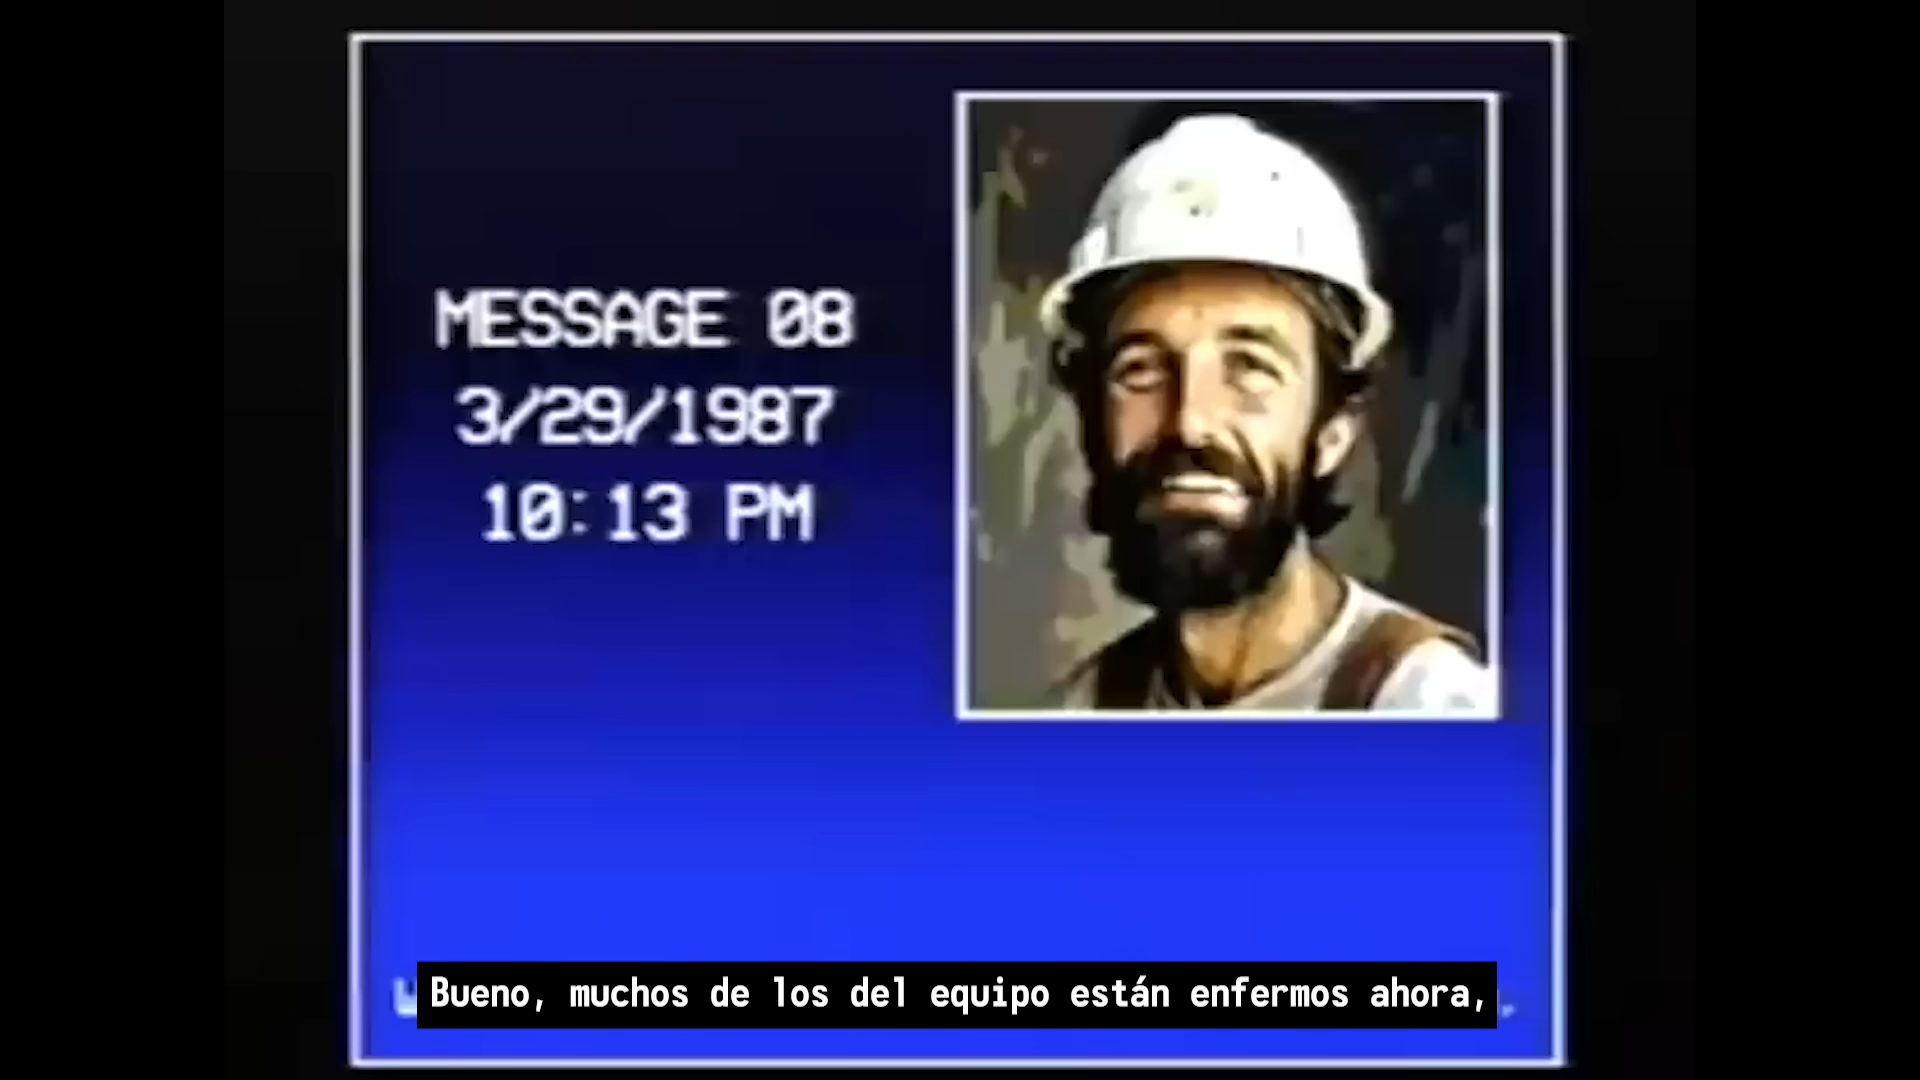 MESSAGE 08
3/29/1987
10:13 PM
Bueno, muchos de los del equipo están enfermos ahora,